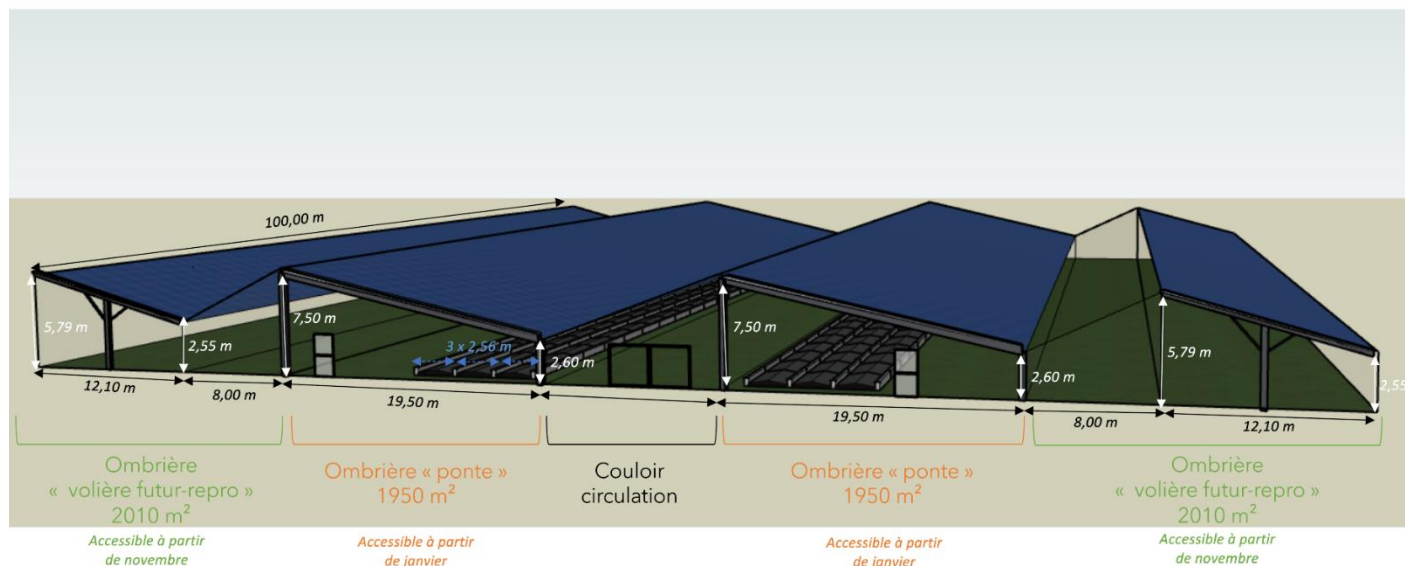 100,00 m
5,79 m
2,55 m
7,50 m
3 x 2,56 m
2,60 m
7,50 m
2,60 m
5,79 m
2,55
12,10 m
8,00 m
19,50 m
19,50 m
8,00 m
12,10 m
Ombrière
« volière futur-repro »
2010 m²
Accessible à partir
de novembre
Ombrière « ponte »
1950 m²
Accessible à partir
de janvier
Couloir
circulation
Ombrière « ponte »
1950 m²
Accessible à partir
de janvier
Ombrière
« volière futur-repro »
2010 m²
Accessible à partir
de novembre